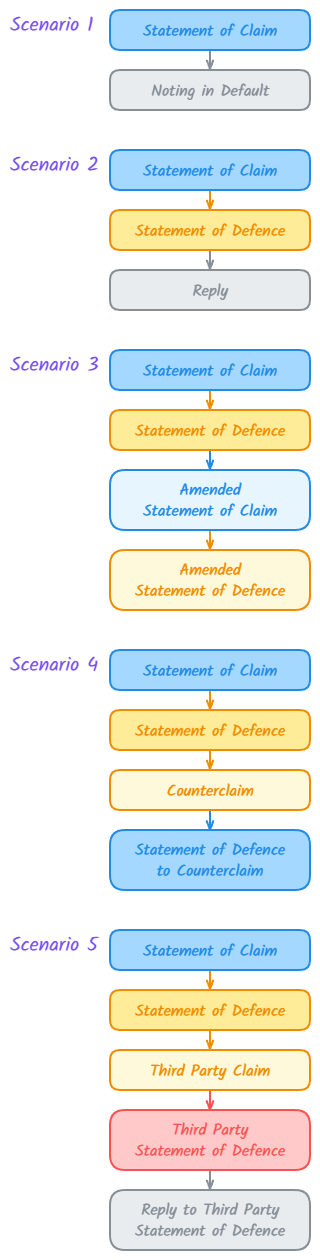 Scenario 1
Statement of Claim
Noting in Default
Scenario 2
Statement of Claim
Statement of Defence
Reply
Scenario 3
Statement of Claim
Statement of Defence
Amended
Statement of Claim
Amended
Statement of Defence
Scenario 4
Statement of Claim
Statement of Defence
Counterclaim
Statement of Defence
to Counterclaim
Scenario 5
Statement of Claim
Statement of Defence
Third Party Claim
Third Party
Statement of Defence
Reply to Third Party
Statement of Defence